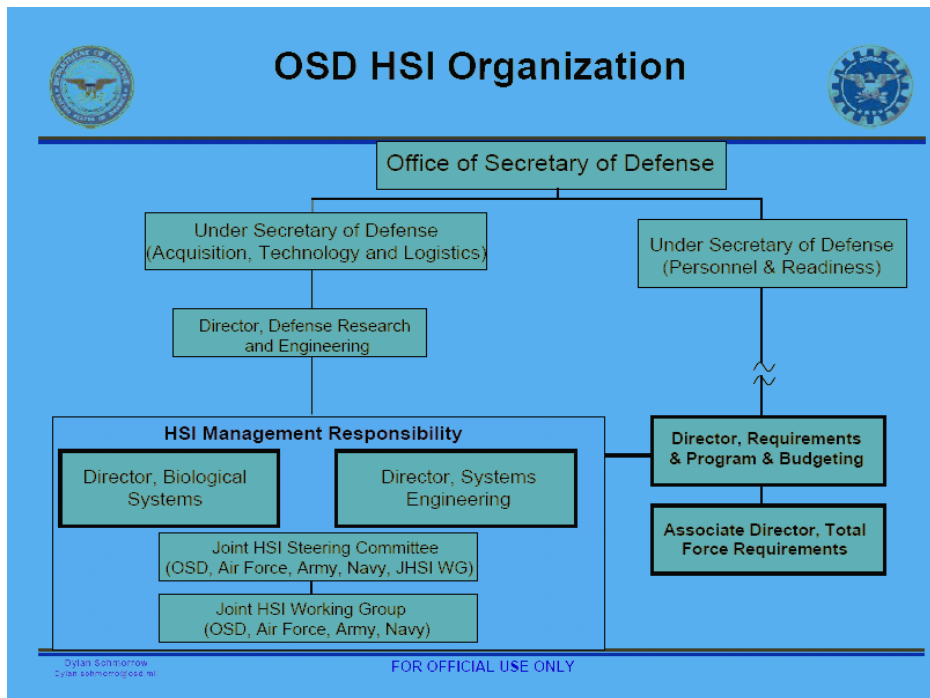 OSD HSI Organization
Office of Secretary of Defense
Under Secretary of Defense
(Acquisition, Technology and Logistics)
Under Secretary of Defense
(Personnel & Readiness)
Director, Defense Research
and Engineering
HSI Management Responsibility
Director, Biological
Systems
Director, Systems
Engineering
Joint HSI Steering Committee
(OSD, Air Force, Army, Navy, JHSI WG)
Joint HSI Working Group
(OSD, Air Force, Army, Navy)
Director, Requirements
& Program & Budgeting
Associate Director, Total
Force Requirements
Dylan Schmorrow
FOR OFFICIAL USE ONLY